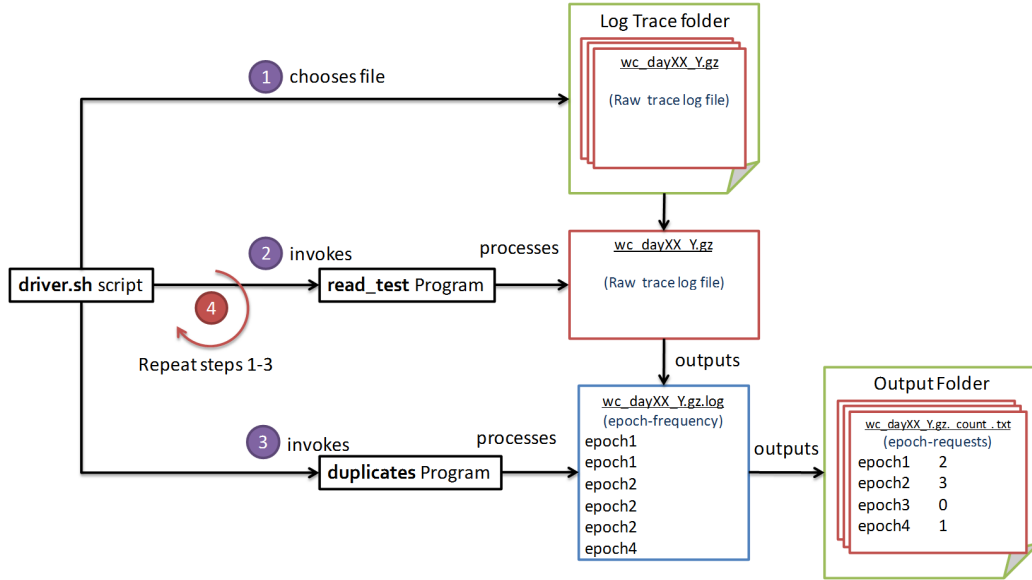 Log Trace folder
wc_dayXX_Y.gz
(Raw trace log file)
1 chooses file
2 invokes
processes
wc_dayXX_Y.gz
(Raw trace log file)
driver.sh script
read_test Program
4
Repeat steps 1-3
outputs
wc_dayXX_Y.gz.log
(epoch-frequency)
epoch1
epoch1
epoch2
epoch2
epoch2
epoch4
3 invokes
processes
duplicates Program
outputs
Output Folder
wc_dayXX_Y.gz. count .txt
(epoch-requests)
epoch1 2
epoch2 3
epoch3 0
epoch4 1